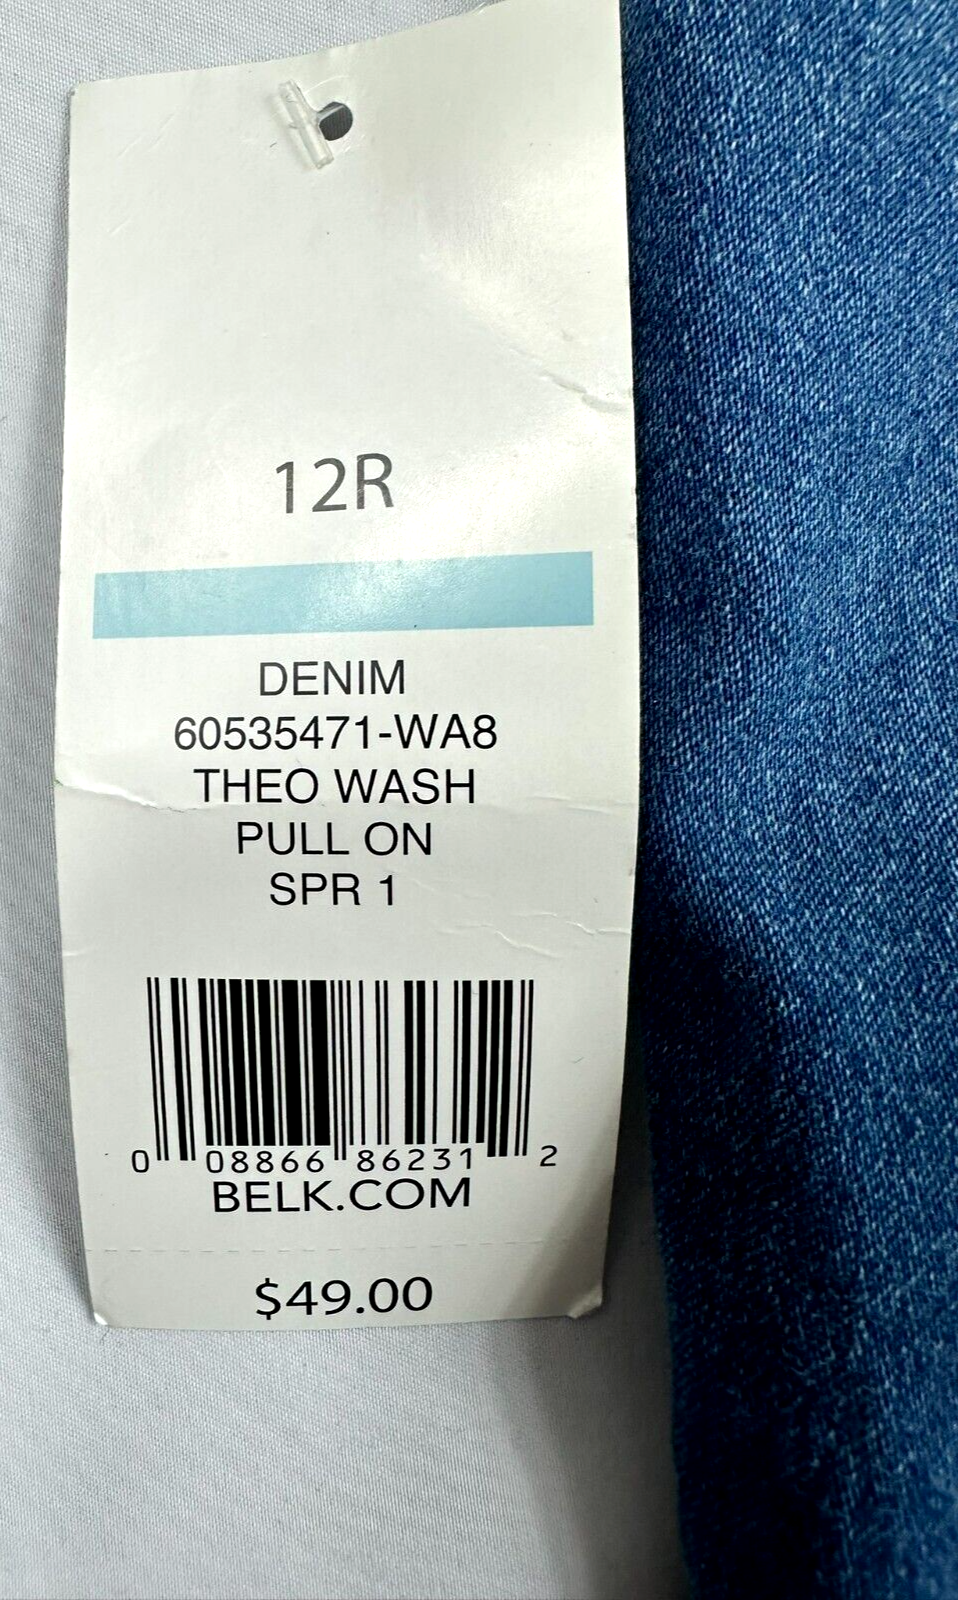 12R
DENIM
60535471-WA8
THEO WASH
PULL ON
SPR 1
0 08866 86231 2
BELK.COM
$49.00